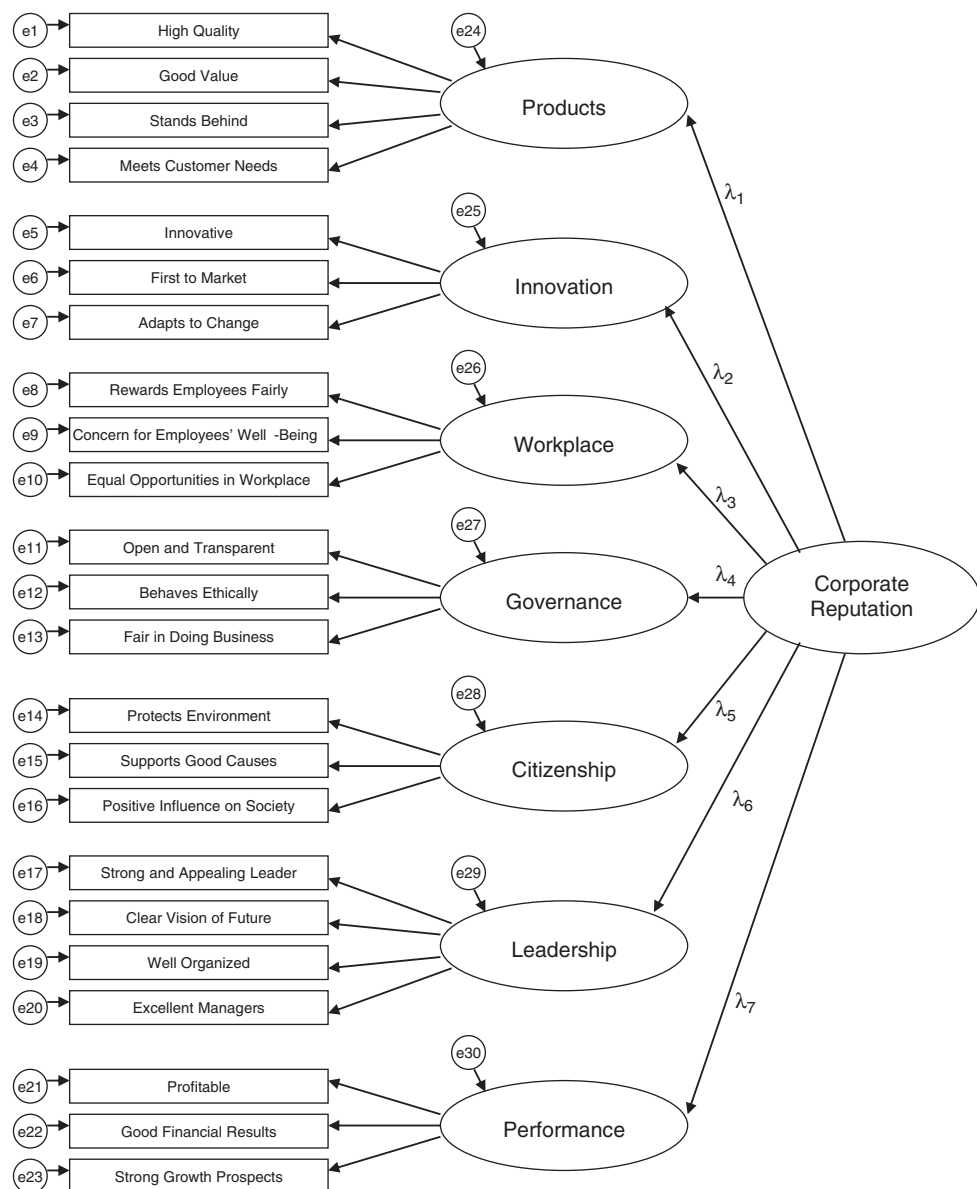 e1
High Quality
e2
Good Value
e3
Stands Behind
e4
Meets Customer Needs
e24
Products
λ1
e5
Innovative
e6
First to Market
e7
Adapts to Change
e25
Innovation
λ2
e8
Rewards Employees Fairly
e9
Concern for Employees' Well -Being
e10
Equal Opportunities in Workplace
e26
Workplace
λ3
e11
Open and Transparent
e12
Behaves Ethically
e13
Fair in Doing Business
e27
Governance
λ4
Corporate
Reputation
e14
Protects Environment
e15
Supports Good Causes
e16
Positive Influence on Society
e28
Citizenship
λ5
e17
Strong and Appealing Leader
e18
Clear Vision of Future
e19
Well Organized
e20
Excellent Managers
e29
Leadership
λ6
e21
Profitable
e22
Good Financial Results
e23
Strong Growth Prospects
e30
Performance
λ7